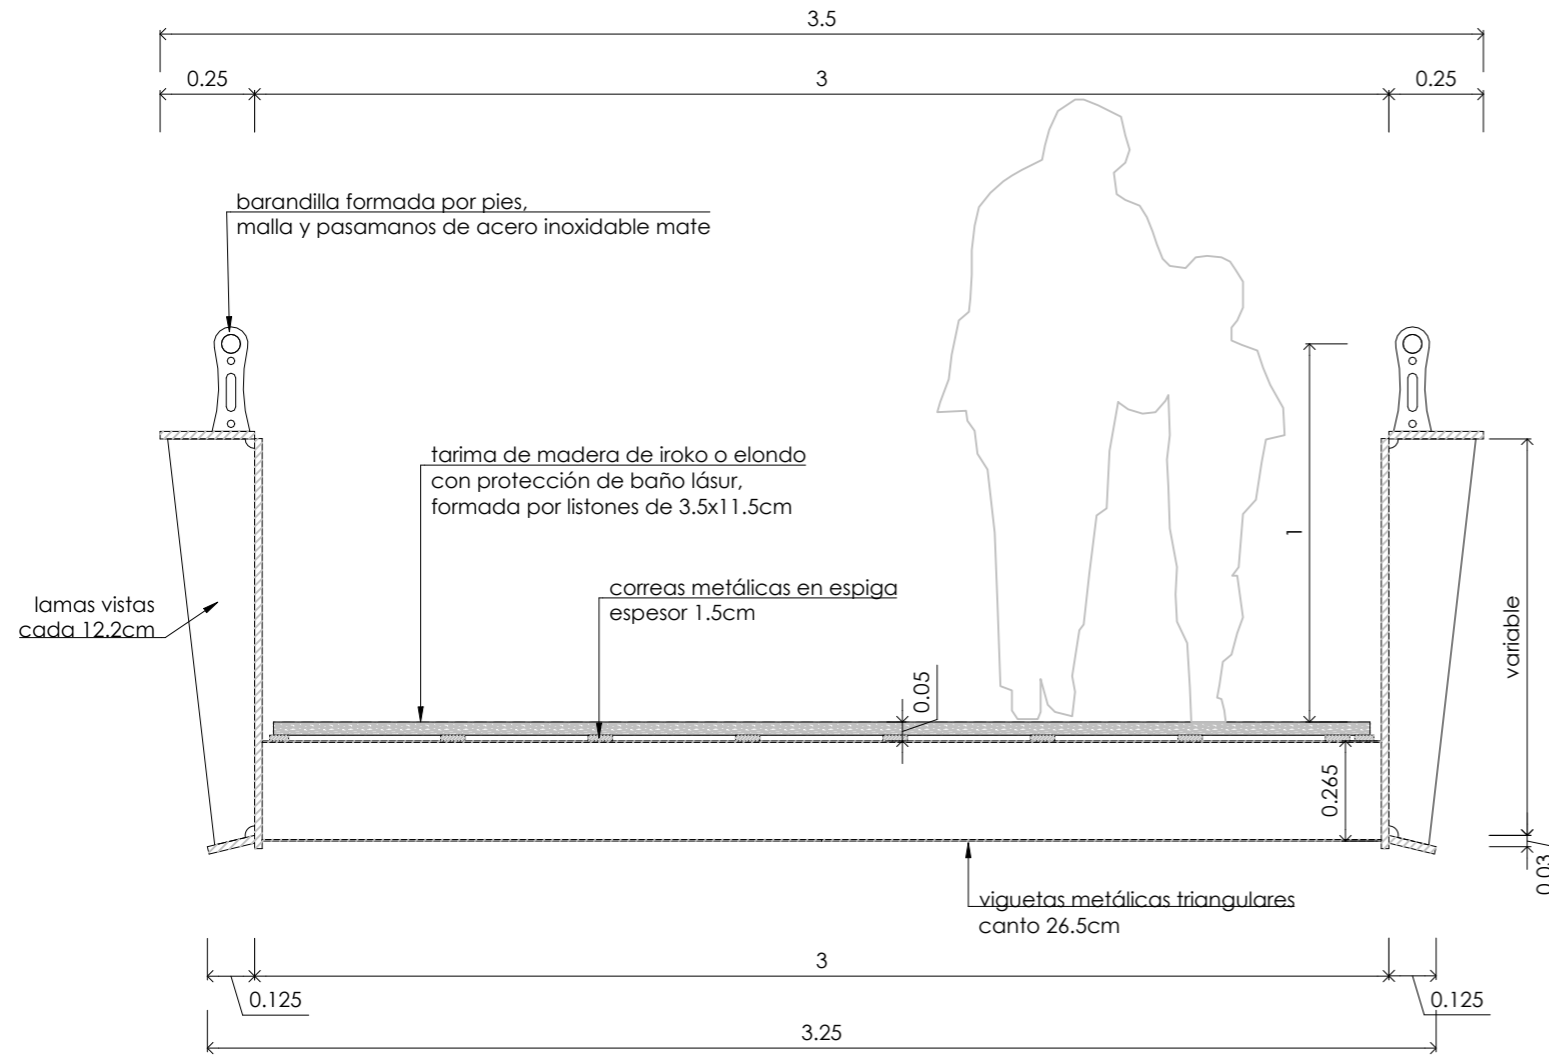 3.5
0.25
3
0.25
barandilla formada por pies,
malla y pasamanos de acero inoxidable mate
tarima de madera de iroko o elondo
con protección de baño lásur,
formada por listones de 3.5x11.5cm
1
lamas vistas
cada 12.2cm
correas metálicas en espiga
espesor 1.5cm
variable
0.05
0.265
0.03
viguetas metálicas triangulares
canto 26.5cm
3
0.125
0.125
3.25